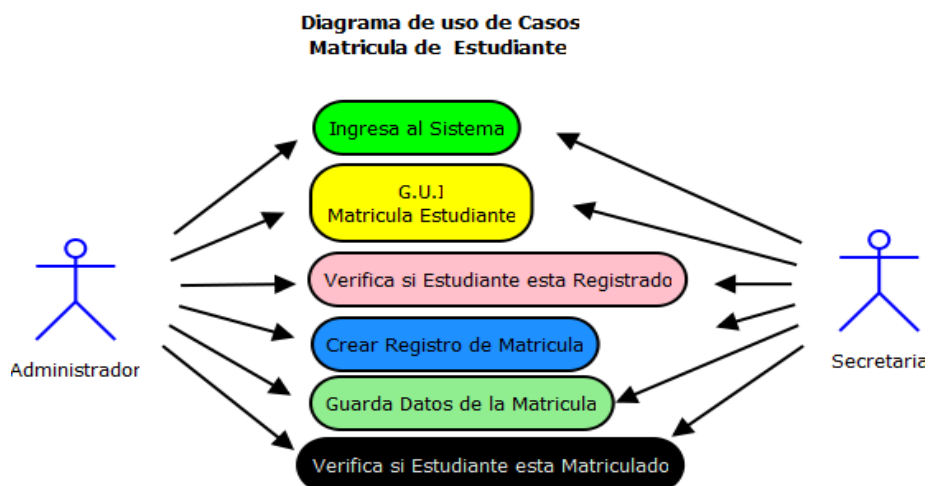 Diagrama de uso de Casos
Matricula de Estudiante
Ingresa al Sistema
G.U.I
Matricula Estudiante
Verifica si Estudiante esta Registrado
Crear Registro de Matricula
Administrador
Secretaria
Guarda Datos de la Matricula
Verifica si Estudiante esta Matriculado